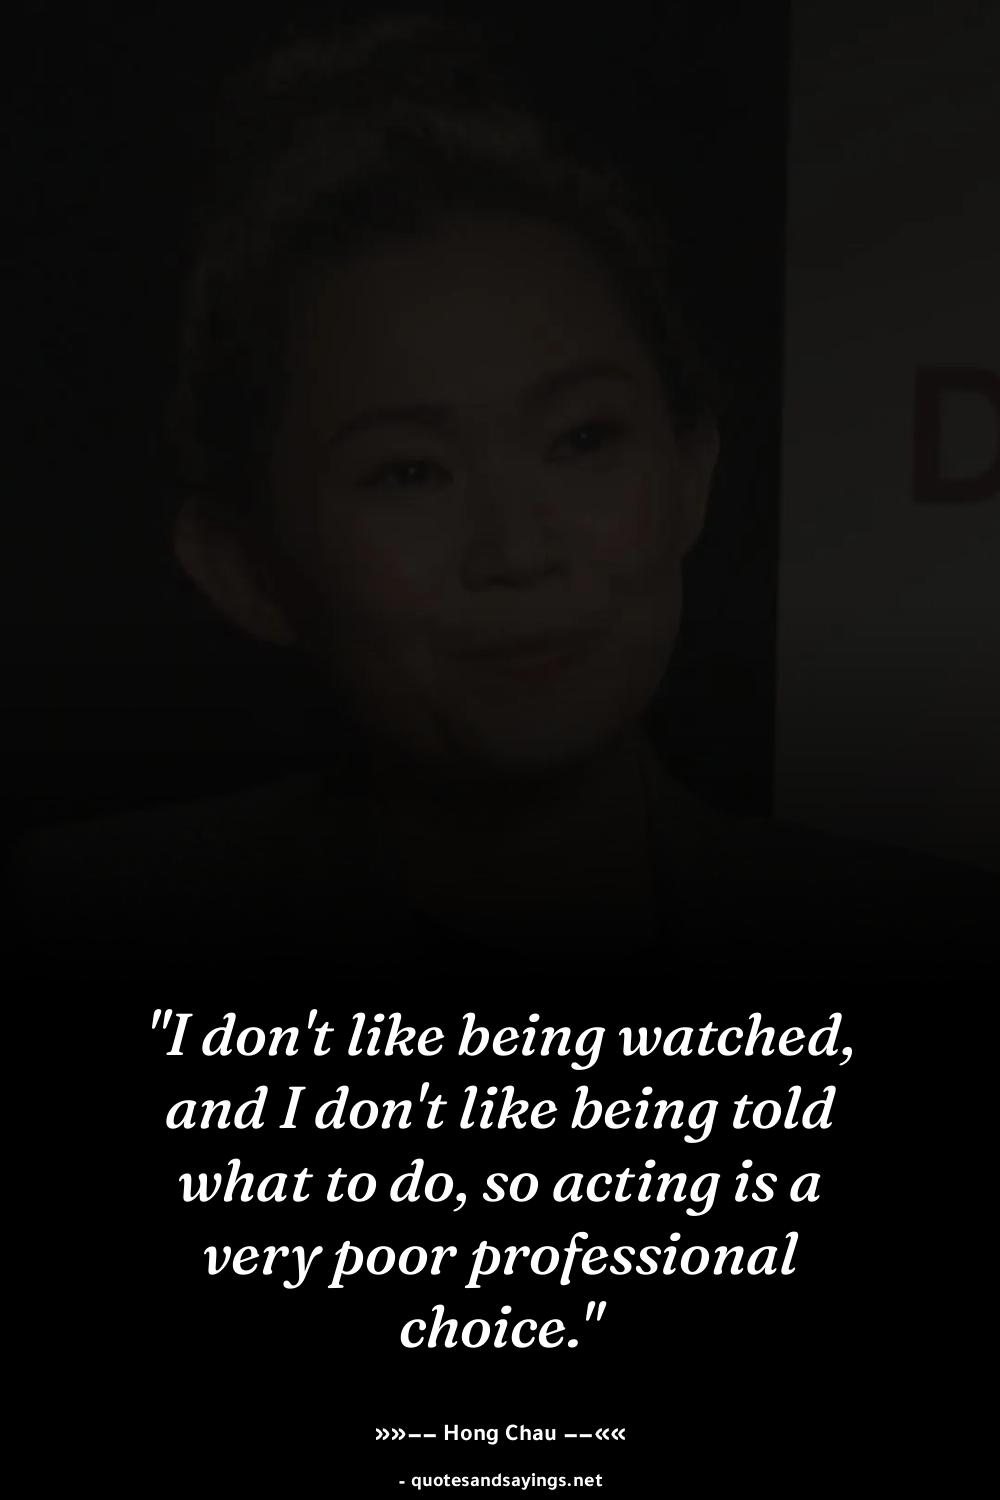 D
"I don't like being watched,
and I don't like being told
what to do, so acting is a
very poor professional
choice."
»»−− Hong Chau −−««
- quotesandsayings.net